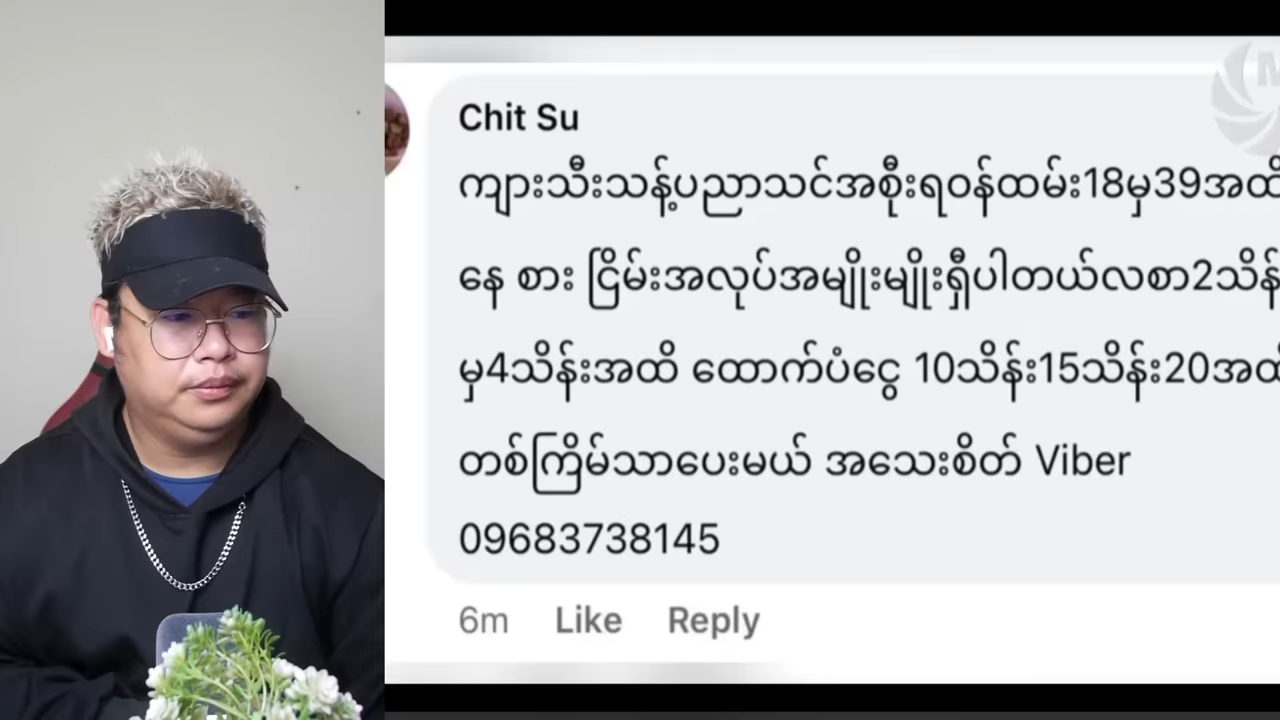 Chit Su
ကျားသီးသန့်ပညာသင်အစိုးရဝန်ထမ်း18မှ39အထိ
နေ စား ငြိမ်းအလုပ်အမျိုးမျိုးရှိပါတယ်လစာ2သိန်း
မှ4သိန်းအထိ ထောက်ပံငွေ 10သိန်း15သိန်း20အထိ
တစ်ကြိမ်သာပေးမယ် အသေးစိတ် Viber
09683738145
6m Like Reply